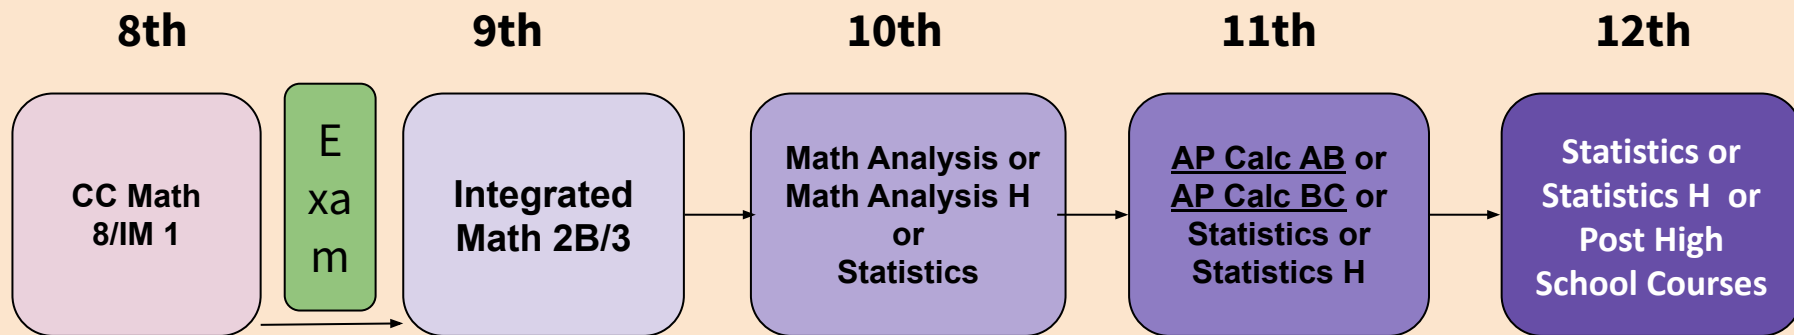 8th
9th
10th
11th
12th
CC Math
8/IM 1
E
xa
m
Integrated
Math 2B/3
Math Analysis or
Math Analysis H
or
Statistics
AP Calc AB or
AP Calc BC or
Statistics or
Statistics H
Statistics or
Statistics H or
Post High
School Courses